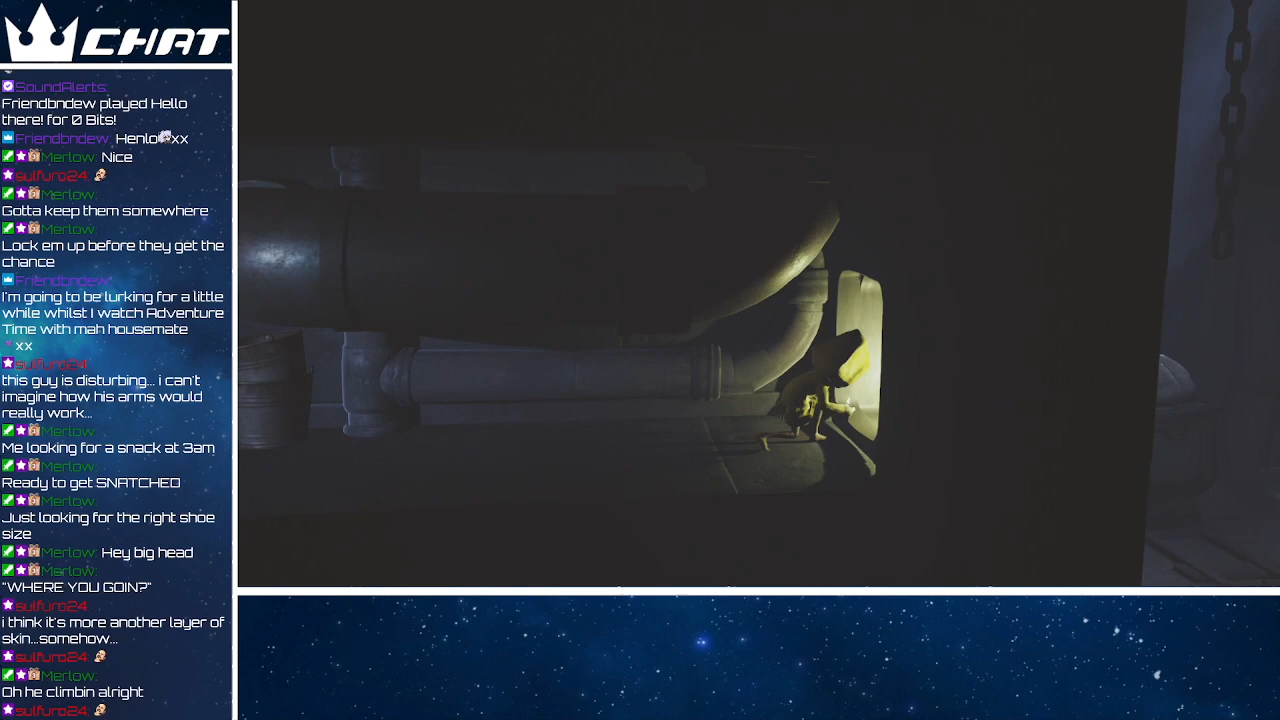 CHAT
SoundAlerts:
Friendbndew played Hello
there! for 0 Bits!
Friendbndew: Henlo xx
Merlow: Nice
sulfuro24:
Merlow:
Gotta keep them somewhere
Merlow:
Lock em up before they get the
chance
Friendbndew:
I'm going to be lurking for a little
while whilst I watch Adventure
Time with mah housemate
xx
sulfuro24:
this guy is disturbing... i can't
imagine how his arms would
really work...
Merlow:
Me looking for a snack at 3am
Merlow:
Ready to get SNATCHED
Merlow:
Just looking for the right shoe
size
Merlow: Hey big head
Merlow:
"WHERE YOU GOIN?"
sulfuro24:
i think it's more another layer of
skin...somehow...
sulfuro24:
Merlow:
Oh he climbin alright
sulfuro24: